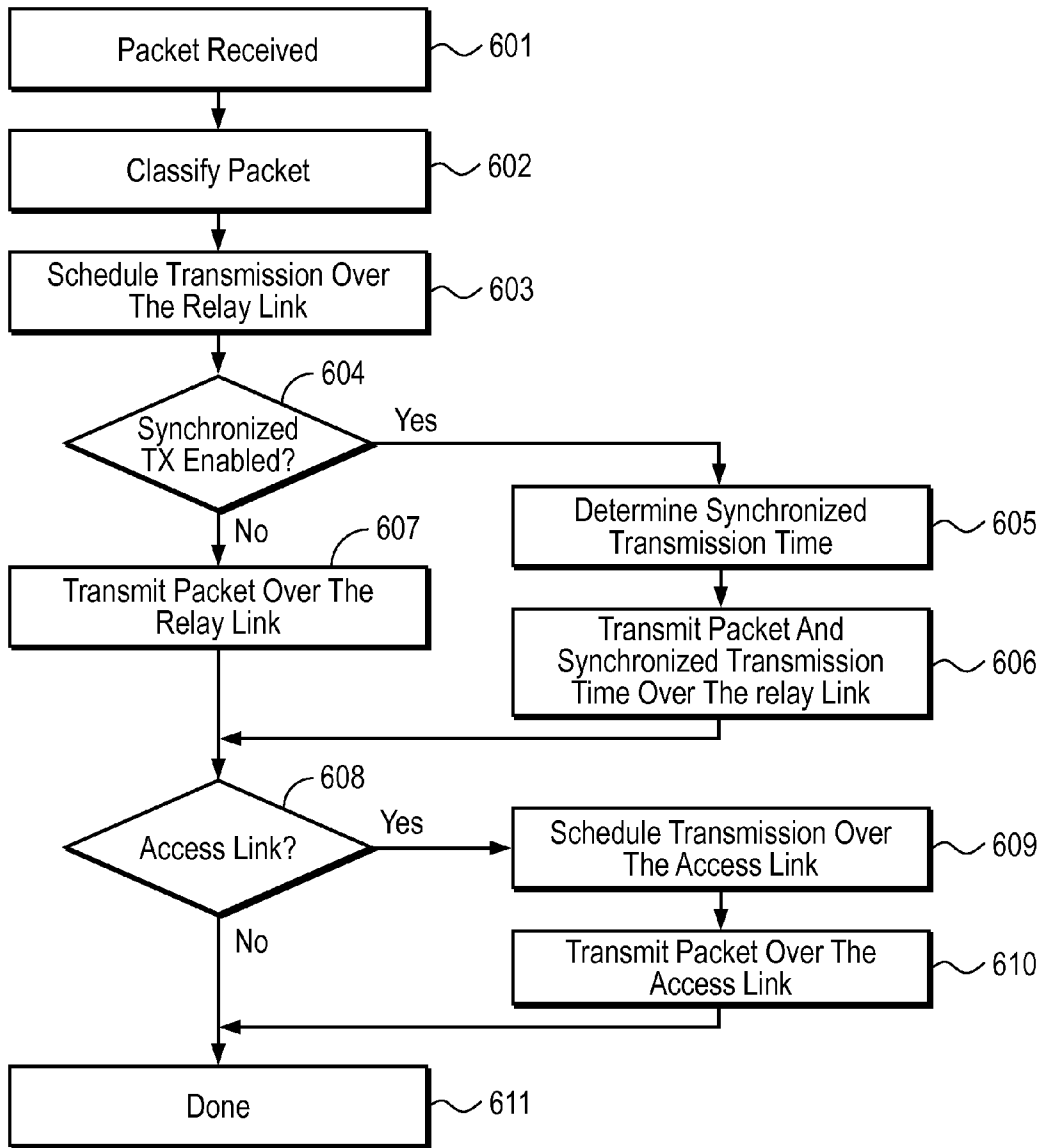 Packet Received
601
Classify Packet
602
Schedule Transmission Over
The Relay Link
603
604
Synchronized
TX Enabled?
Yes
No
Determine Synchronized
Transmission Time
605
607
Transmit Packet Over The
Relay Link
Transmit Packet And
Synchronized Transmission
Time Over The relay Link
606
608
Access Link?
Yes
No
Schedule Transmission Over
The Access Link
609
Transmit Packet Over The
Access Link
610
Done
611